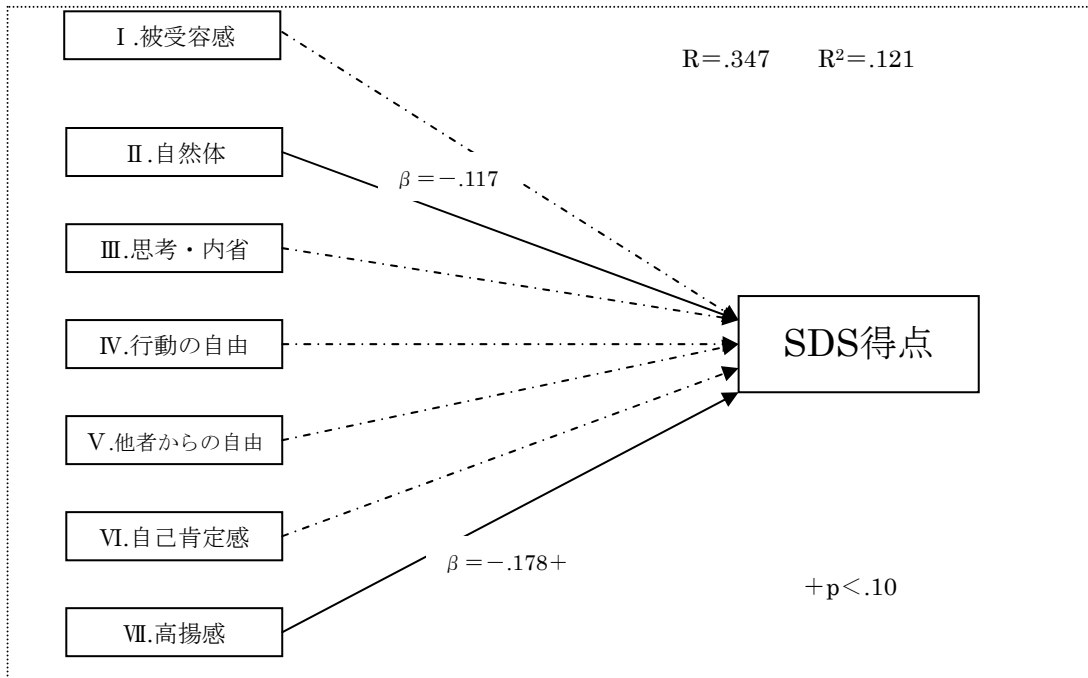 Ⅰ.被受容感
R=.347 R²=.121
Ⅱ.自然体
β=-.117
Ⅲ.思考・内省
Ⅳ.行動の自由
SDS得点
Ⅴ.他者からの自由
Ⅵ.自己肯定感
β=-.178+
+p<.10
Ⅶ.高揚感